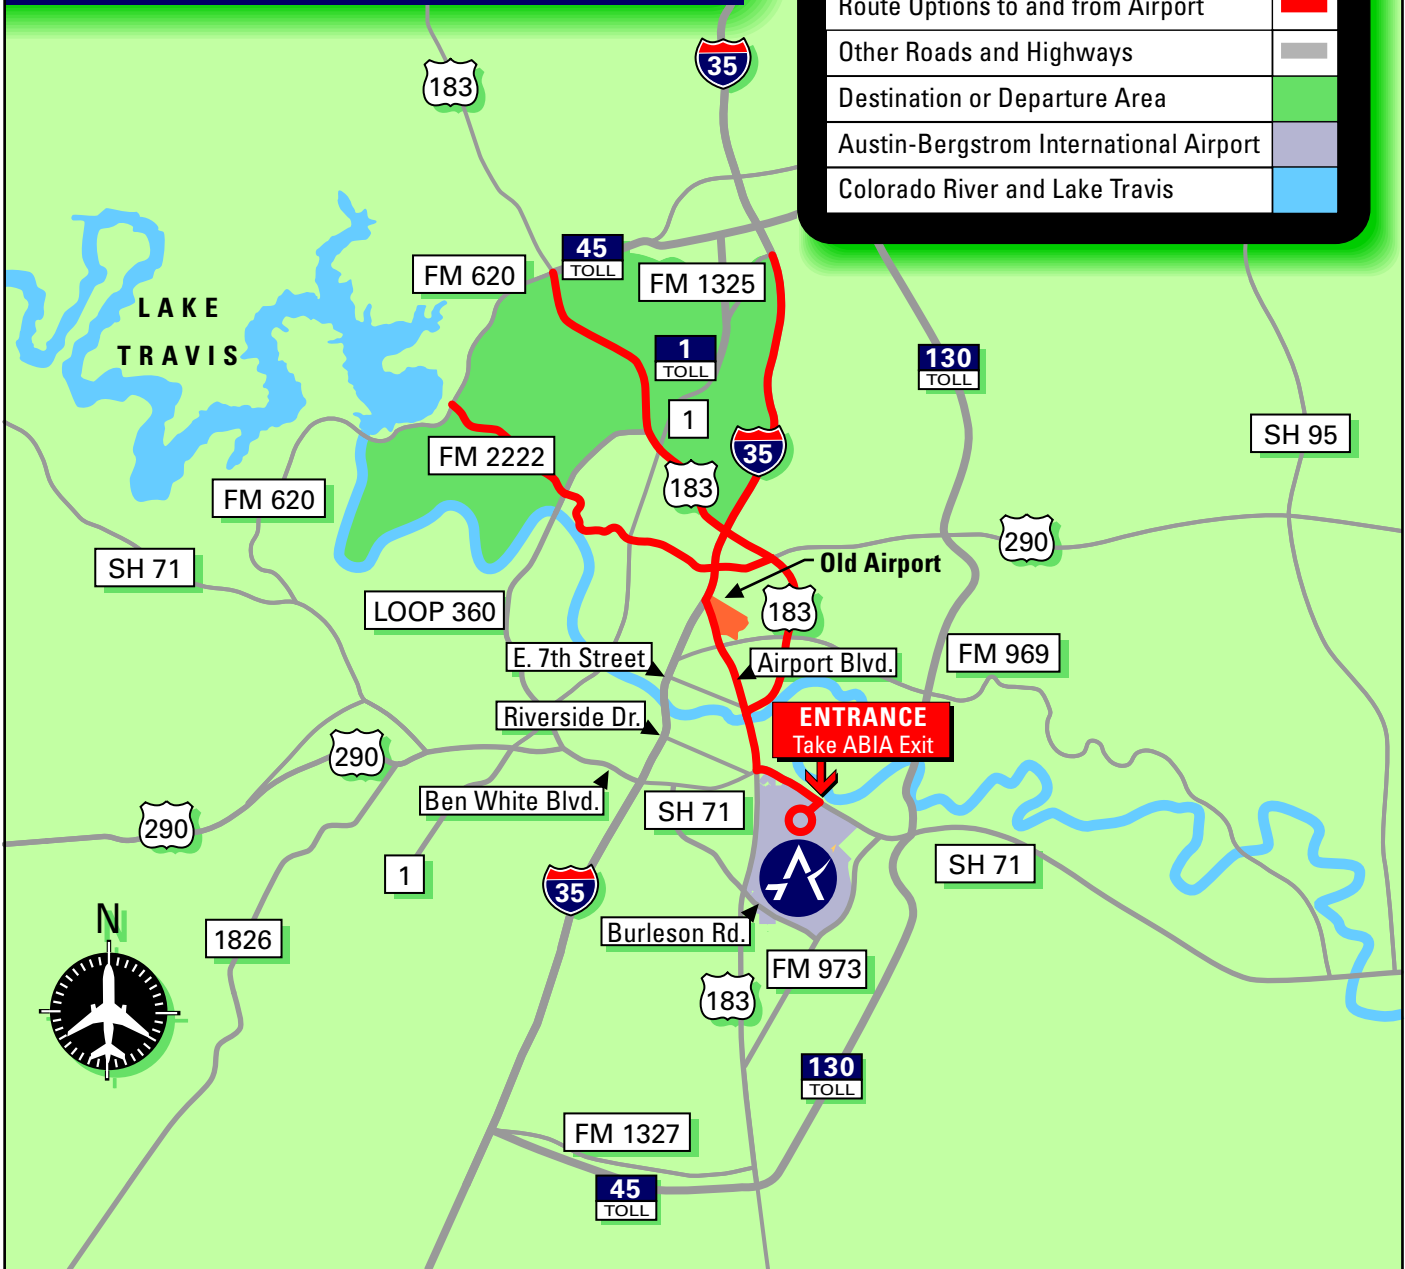 Route Options to and from Airport
Other Roads and Highways
Destination or Departure Area
Austin-Bergstrom International Airport
Colorado River and Lake Travis
35
183
45
TOLL
FM 620
FM 1325
LAKE
TRAVIS
1
TOLL
130
TOLL
1
SH 95
35
FM 2222
183
FM 620
290
SH 71
Old Airport
LOOP 360
183
E. 7th Street
Airport Blvd.
FM 969
Riverside Dr.
ENTRANCE
Take ABIA Exit
290
Ben White Blvd.
SH 71
290
1
35
SH 71
N
1826
Burleson Rd.
FM 973
183
130
TOLL
FM 1327
45
TOLL